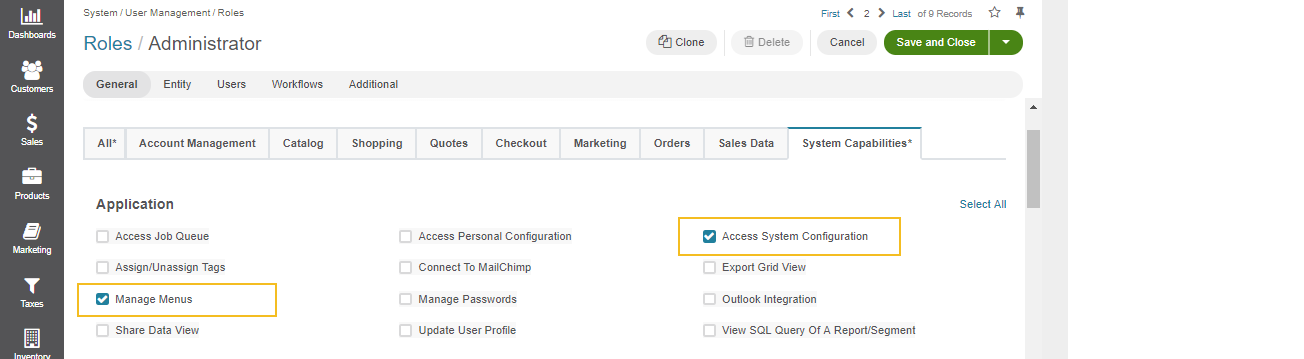 Dashboards
Customers
Sales
Products
Marketing
Taxes
Inventory
System / User Management / Roles
First 2 Last of 9 Records
Roles / Administrator
Clone Delete Cancel Save and Close
General Entity Users Workflows Additional
All* Account Management Catalog Shopping Quotes Checkout Marketing Orders Sales Data System Capabilities*
Application Select All
Access Job Queue Access Personal Configuration Access System Configuration
Assign/Unassign Tags Connect To MailChimp Export Grid View
Manage Menus Manage Passwords Outlook Integration
Share Data View Update User Profile View SQL Query Of A Report/Segment